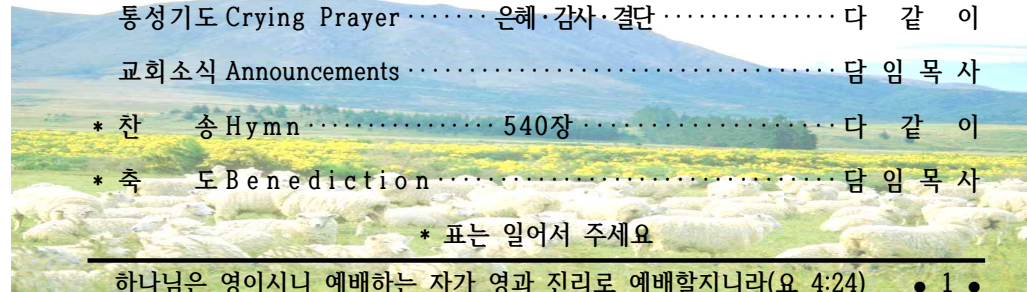 통성기도 Crying Prayer ········ 은혜·감사·결단 ··············· 다 같 이
교회소식 Announcements ··································· 담 임 목 사
* 찬 송 Hymn ················ 540장 ····················· 다 같 이
* 축 도 Benediction ································· 담 임 목 사
* 표는 일어서 주세요
하나님은 영이시니 예배하는 자가 영과 진리로 예배할지니라(요 4:24) ● 1 ●